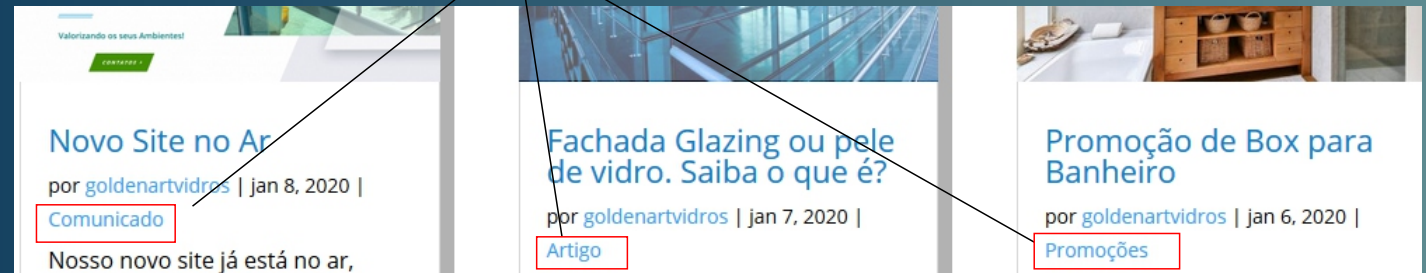 Valorizando os seus Ambientes!
CONTATOS >
Novo Site no Ar
por goldenartvidros | jan 8, 2020 |
Comunicado
Nosso novo site já está no ar,
Fachada Glazing ou pele
de vidro. Saiba o que é?
por goldenartvidros | jan 7, 2020 |
Artigo
Promoção de Box para
Banheiro
por goldenartvidros | jan 6, 2020 |
Promoções